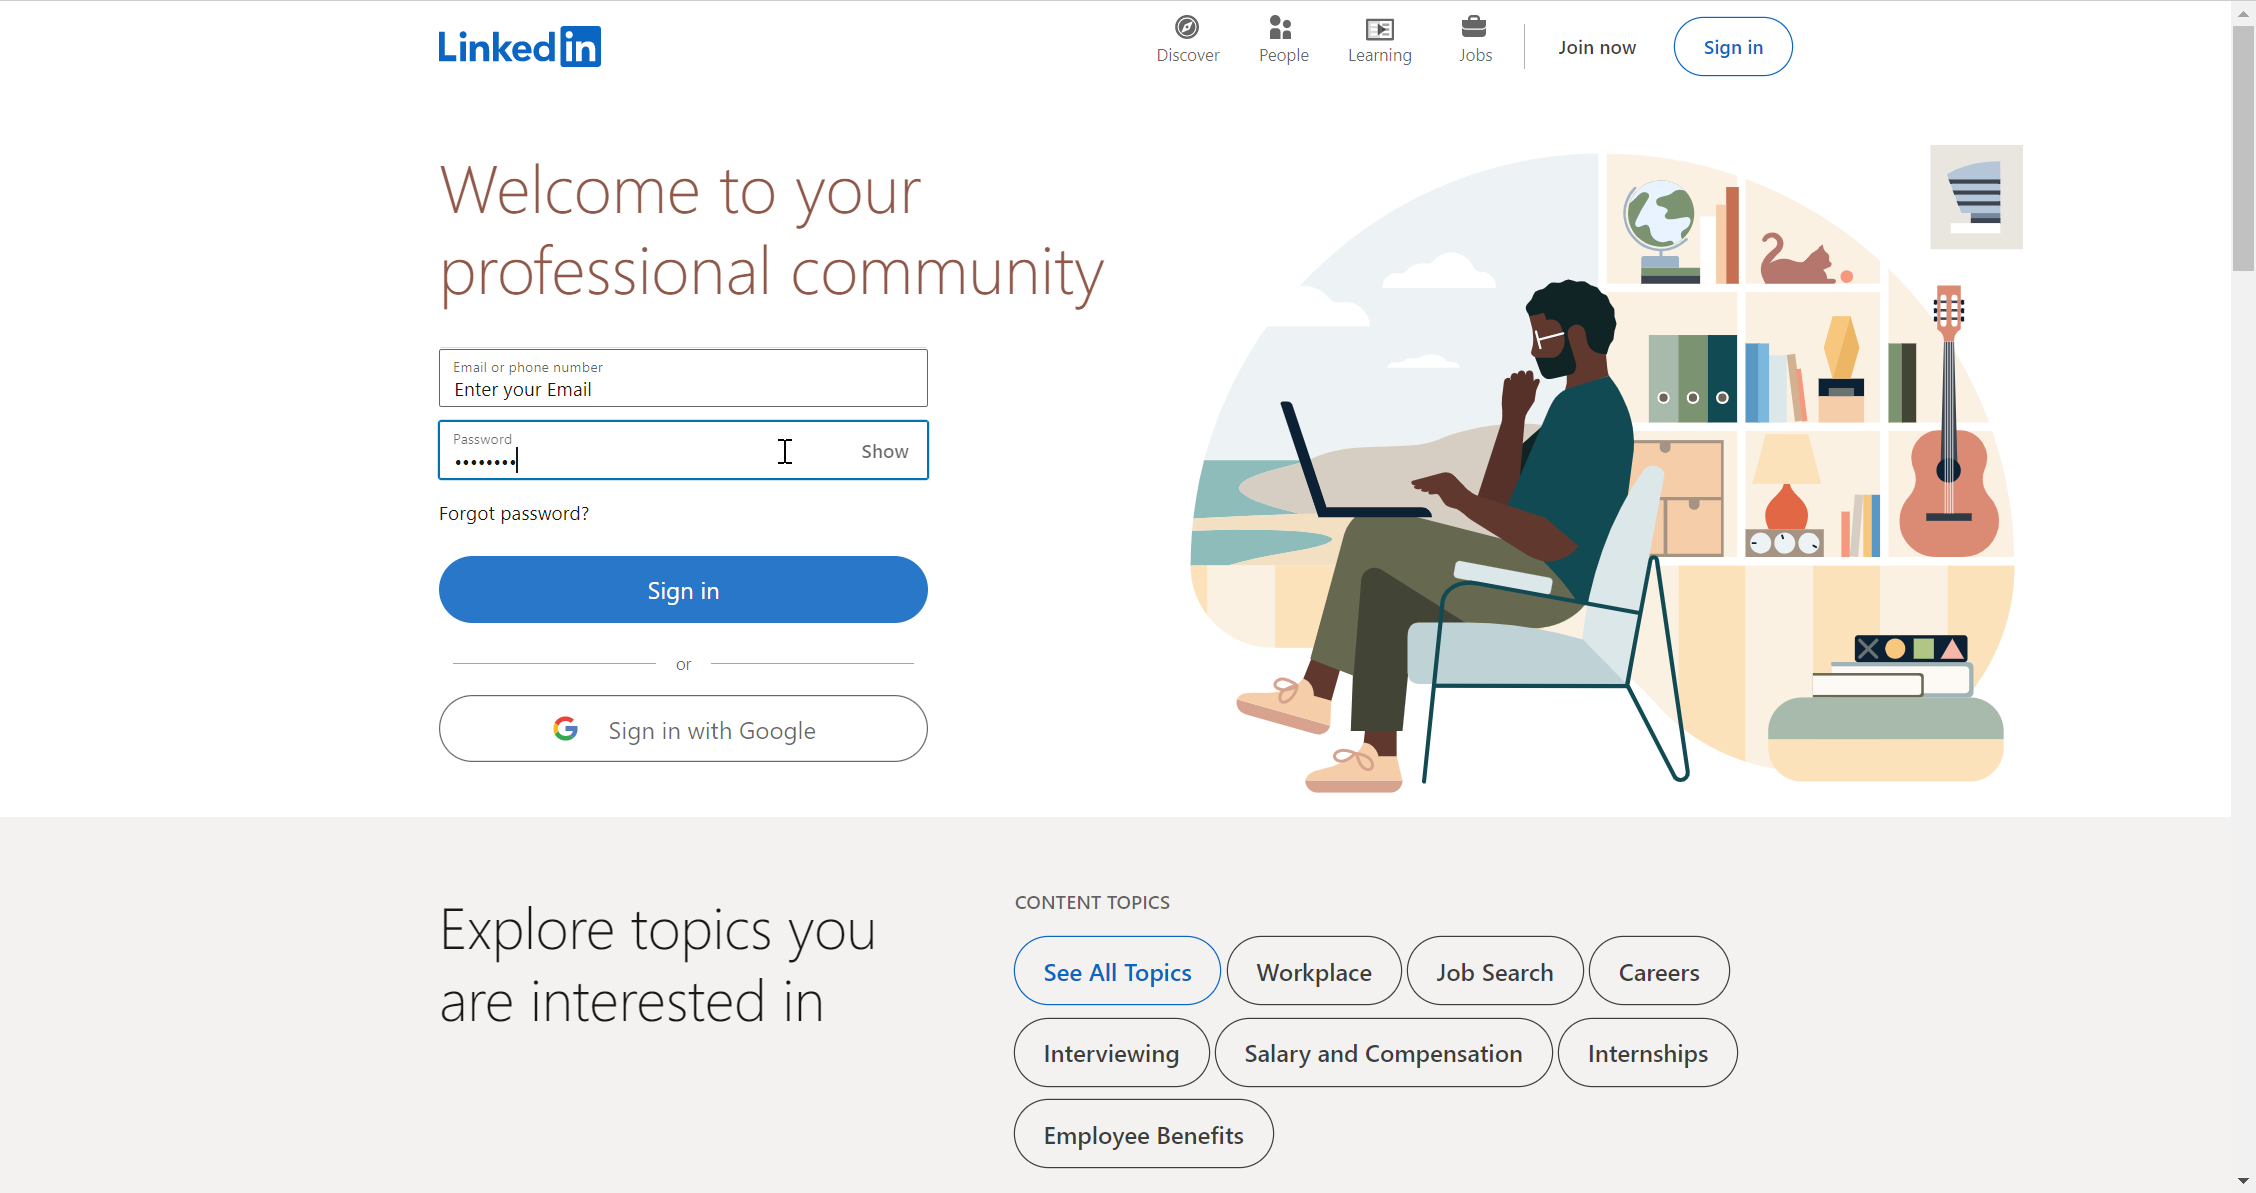 LinkedIn
Discover
People
Learning
Jobs
Join now
Sign in
Welcome to your
professional community
Email or phone number
Enter your Email
Password
••••••••
Show
Forgot password?
Sign in
or
Sign in with Google
Explore topics you
are interested in
CONTENT TOPICS
See All Topics
Workplace
Job Search
Careers
Interviewing
Salary and Compensation
Internships
Employee Benefits